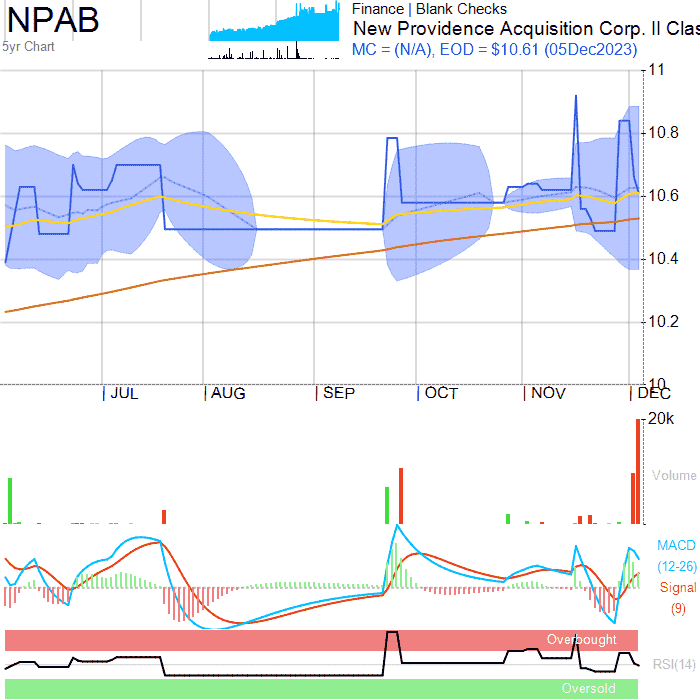 NPAB
5yr Chart
Finance | Blank Checks
New Providence Acquisition Corp. II Clas
MC = (N/A), EOD = $10.61 (05Dec2023)
11
10.8
10.6
10.4
10.2
10
JUL AUG SEP OCT NOV DEC
20k
Volume
MACD
(12-26)
Signal
(9)
Overbought
RSI(14)
Oversold